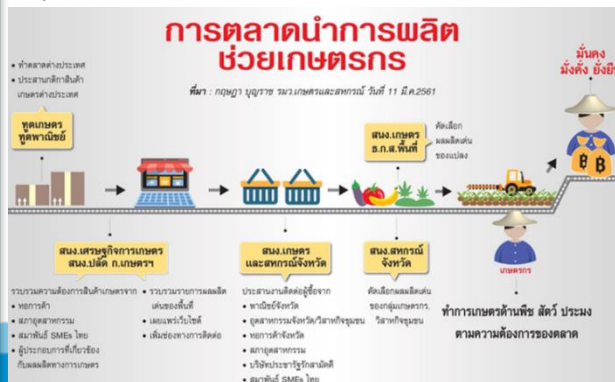 การตลาดนำการผลิต
ช่วยเกษตรกร
ที่มา : กฤษฎา บุญราช รมว.เกษตรและสหกรณ์ วันที่ 11 มี.ค.2561
มั่นคง
มั่งคั่ง ยั่งยืน
• ทำตลาดต่างประเทศ
• ประสานกติกาสินค้า
เกษตรต่างประเทศ
ทูตเกษตร
ทูตพาณิชย์
สนง.เกษตร
ธ.ก.ส.พื้นที่
คัดเลือก
ผลผลิตเด่น
ของแปลง
สนง.เศรษฐกิจการเกษตร
สนง.ปลัด ก.เกษตรฯ
รวบรวมความต้องการสินค้าเกษตรจาก
• หอการค้า
• สภาอุตสาหกรรม
• สมาพันธ์ SMEs ไทย
• ผู้ประกอบการที่เกี่ยวข้อง
กับผลผลิตทางการเกษตร
• รวบรวมรายการผลผลิต
เด่นของพื้นที่
• เผยแพร่เว็บไซต์
• เพิ่มช่องทางการติดต่อ
สนง.เกษตร
และสหกรณ์จังหวัด
ประสานงานติดต่อผู้ซื้อจาก
• พาณิชย์จังหวัด
• อุตสาหกรรมจังหวัด/วิสาหกิจชุมชน
• หอการค้าจังหวัด
• สภาอุตสาหกรรม
• บริษัทประชารัฐรักสามัคคี
• สมาพันธ์ SMEs ไทย
สนง.สหกรณ์
จังหวัด
คัดเลือกผลผลิตเด่น
ของกลุ่มเกษตรกร,
วิสาหกิจชุมชน
เกษตรกร
ทำการเกษตรด้านพืช สัตว์ ประมง
ตามความต้องการของตลาด